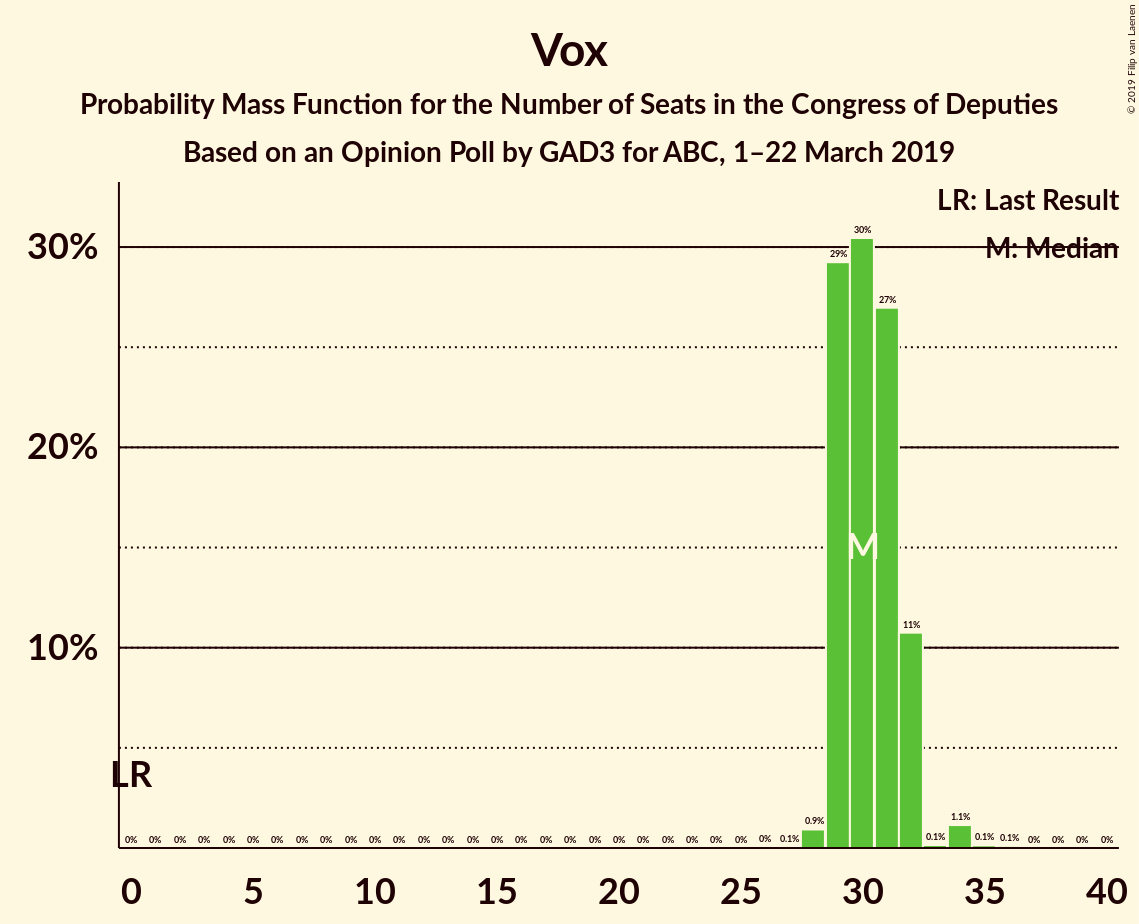 Vox
Probability Mass Function for the Number of Seats in the Congress of Deputies
Based on an Opinion Poll by GAD3 for ABC, 1–22 March 2019
© 2019 Filip van Laenen
LR: Last Result
M: Median
30%
20%
10%
LR
M
0% 0% 0% 0% 0% 0% 0% 0% 0% 0% 0% 0% 0% 0% 0% 0% 0% 0% 0% 0% 0% 0% 0% 0% 0% 0% 0% 0.1% 0.9% 29% 30% 27% 11% 0.1% 1.1% 0.1% 0.1% 0% 0% 0% 0%
0 5 10 15 20 25 30 35 40